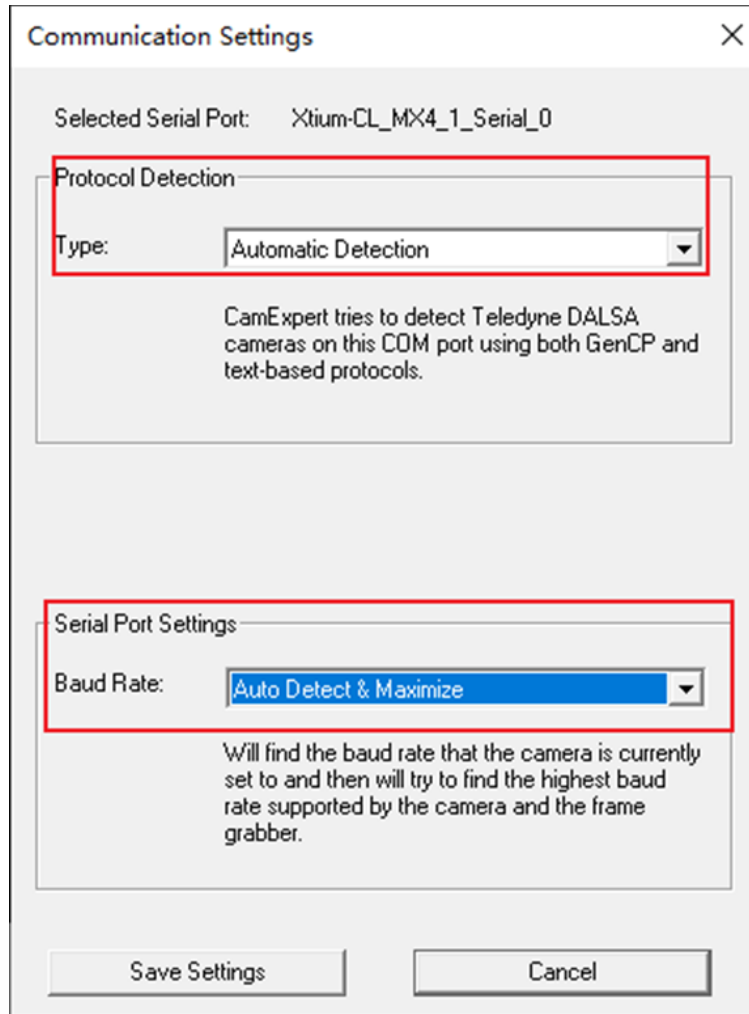 Communication Settings
Selected Serial Port: Xtium-CL_MX4_1_Serial_0
Protocol Detection
Type: Automatic Detection
CamExpert tries to detect Teledyne DALSA
cameras on this COM port using both GenCP and
text-based protocols.
Serial Port Settings
Baud Rate: Auto Detect & Maximize
Will find the baud rate that the camera is currently
set to and then will try to find the highest baud
rate supported by the camera and the frame
grabber.
Save Settings Cancel